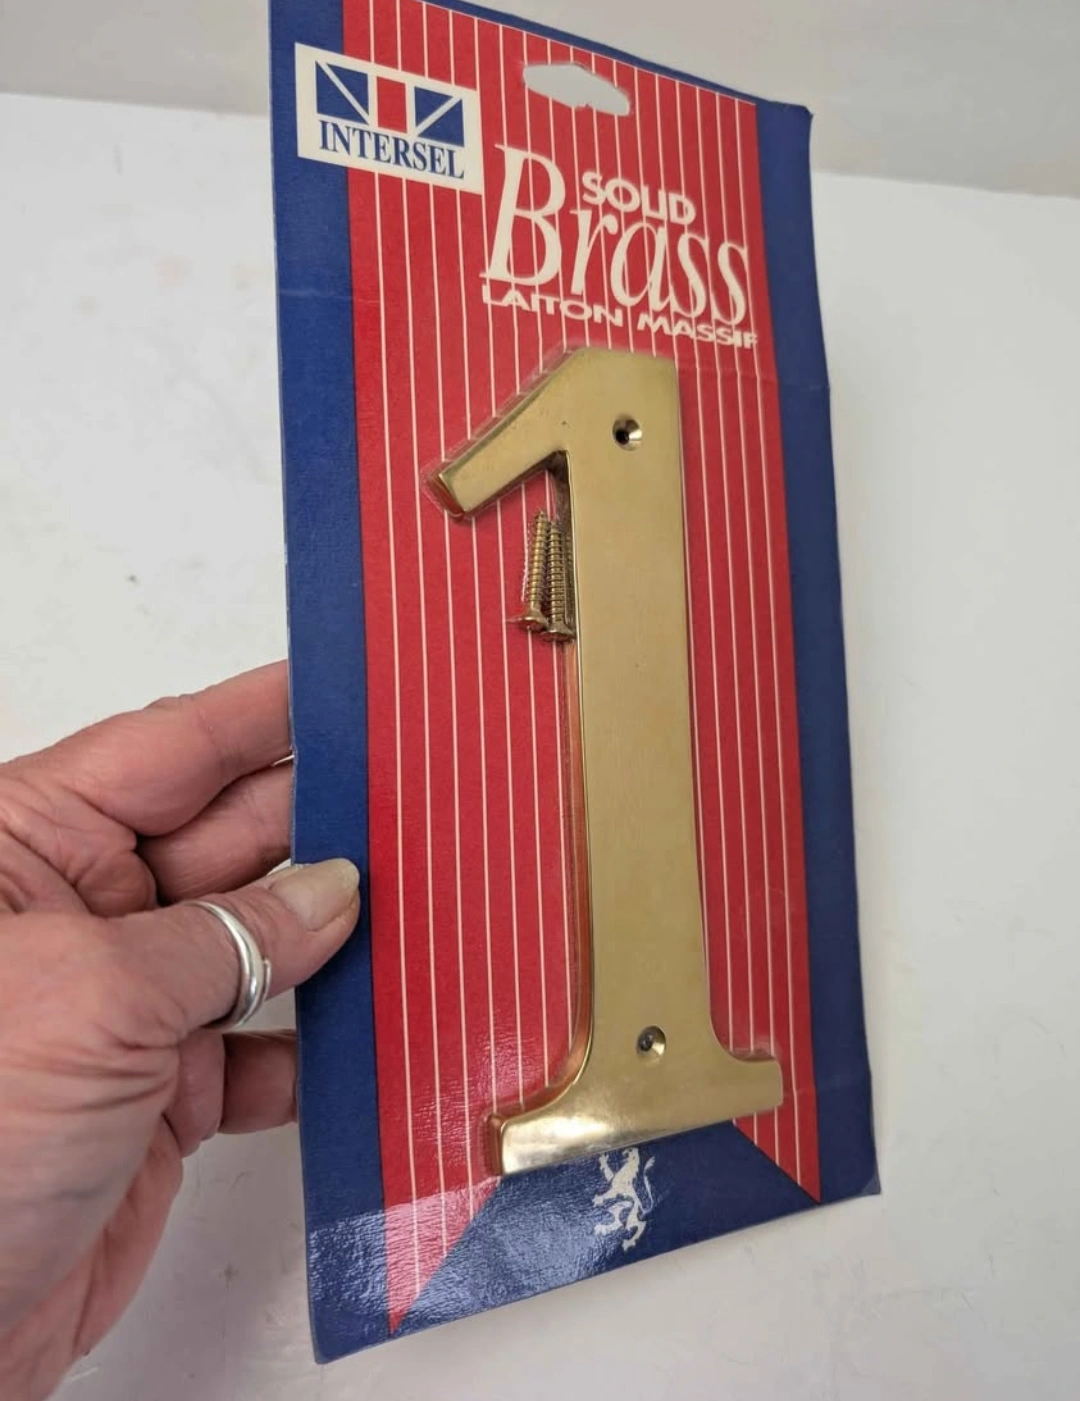 INTERSEL
SOLID
Brass
LAITON MASSIF
1